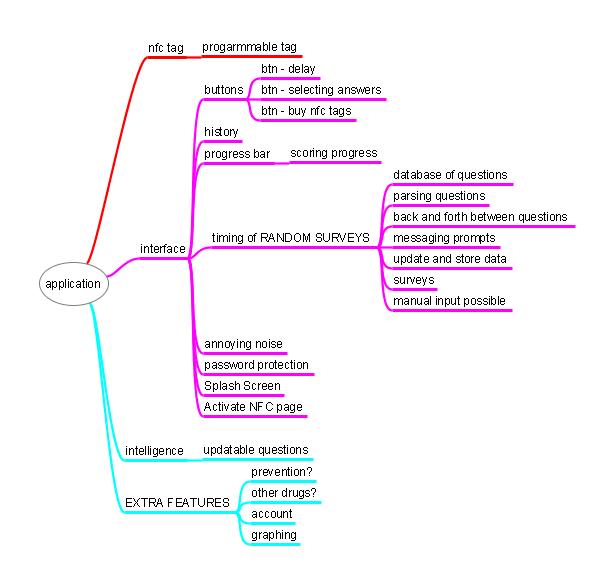 nfc tag
progarmmable tag
btn - delay
buttons
btn - selecting answers
btn - buy nfc tags
history
progress bar
scoring progress
database of questions
parsing questions
back and forth between questions
timing of RANDOM SURVEYS
messaging prompts
interface
update and store data
surveys
manual input possible
application
annoying noise
password protection
Splash Screen
Activate NFC page
intelligence
updatable questions
prevention?
other drugs?
EXTRA FEATURES
account
graphing